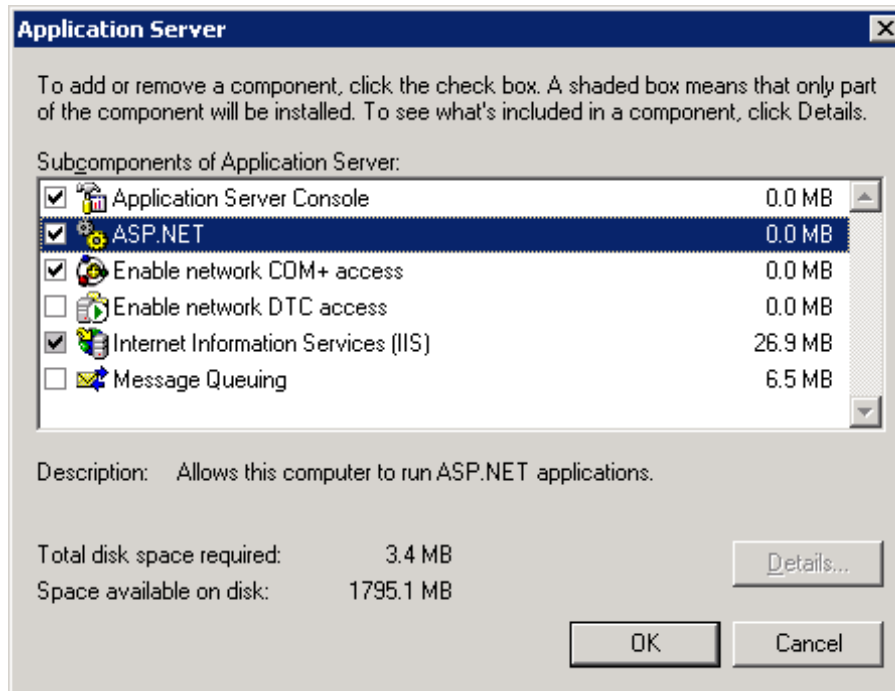 Application Server
To add or remove a component, click the check box. A shaded box means that only part
of the component will be installed. To see what's included in a component, click Details.
Subcomponents of Application Server:
Application Server Console 0.0 MB
ASP.NET 0.0 MB
Enable network COM+ access 0.0 MB
Enable network DTC access 0.0 MB
Internet Information Services (IIS) 26.9 MB
Message Queuing 6.5 MB
Description: Allows this computer to run ASP.NET applications.
Total disk space required: 3.4 MB
Details...
Space available on disk: 1795.1 MB
OK Cancel